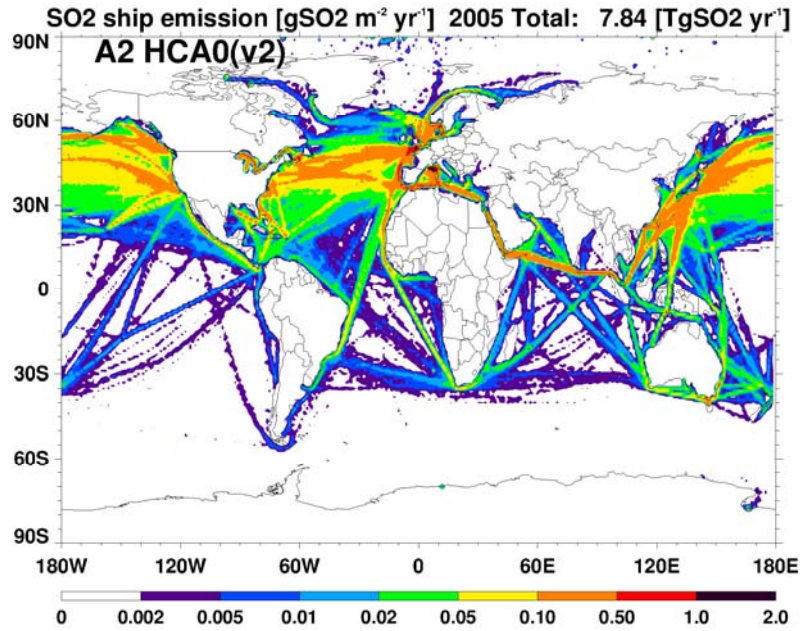 SO2 ship emission [gSO2 m⁻² yr⁻¹] 2005 Total: 7.84 [TgSO2 yr⁻¹]
A2 HCA0(v2)
90N
60N
30N
0
30S
60S
90S
180W 120W 60W 0 60E 120E 180E
0 0.002 0.005 0.01 0.02 0.05 0.10 0.50 1.0 2.0